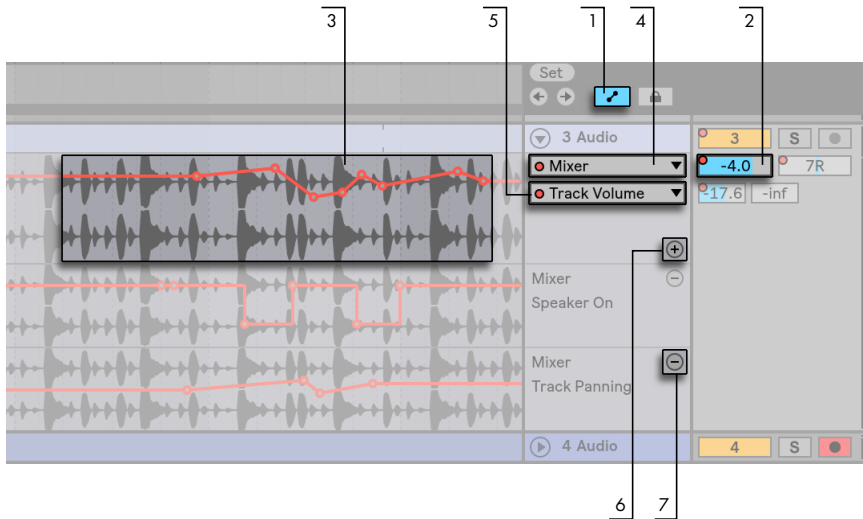 3 5 1 4 2
Set
3 Audio 3 S
Mixer -4.0 7R
Track Volume -17.6 -inf
Mixer
Speaker On
Mixer
Track Panning
4 Audio 4 S
6 7